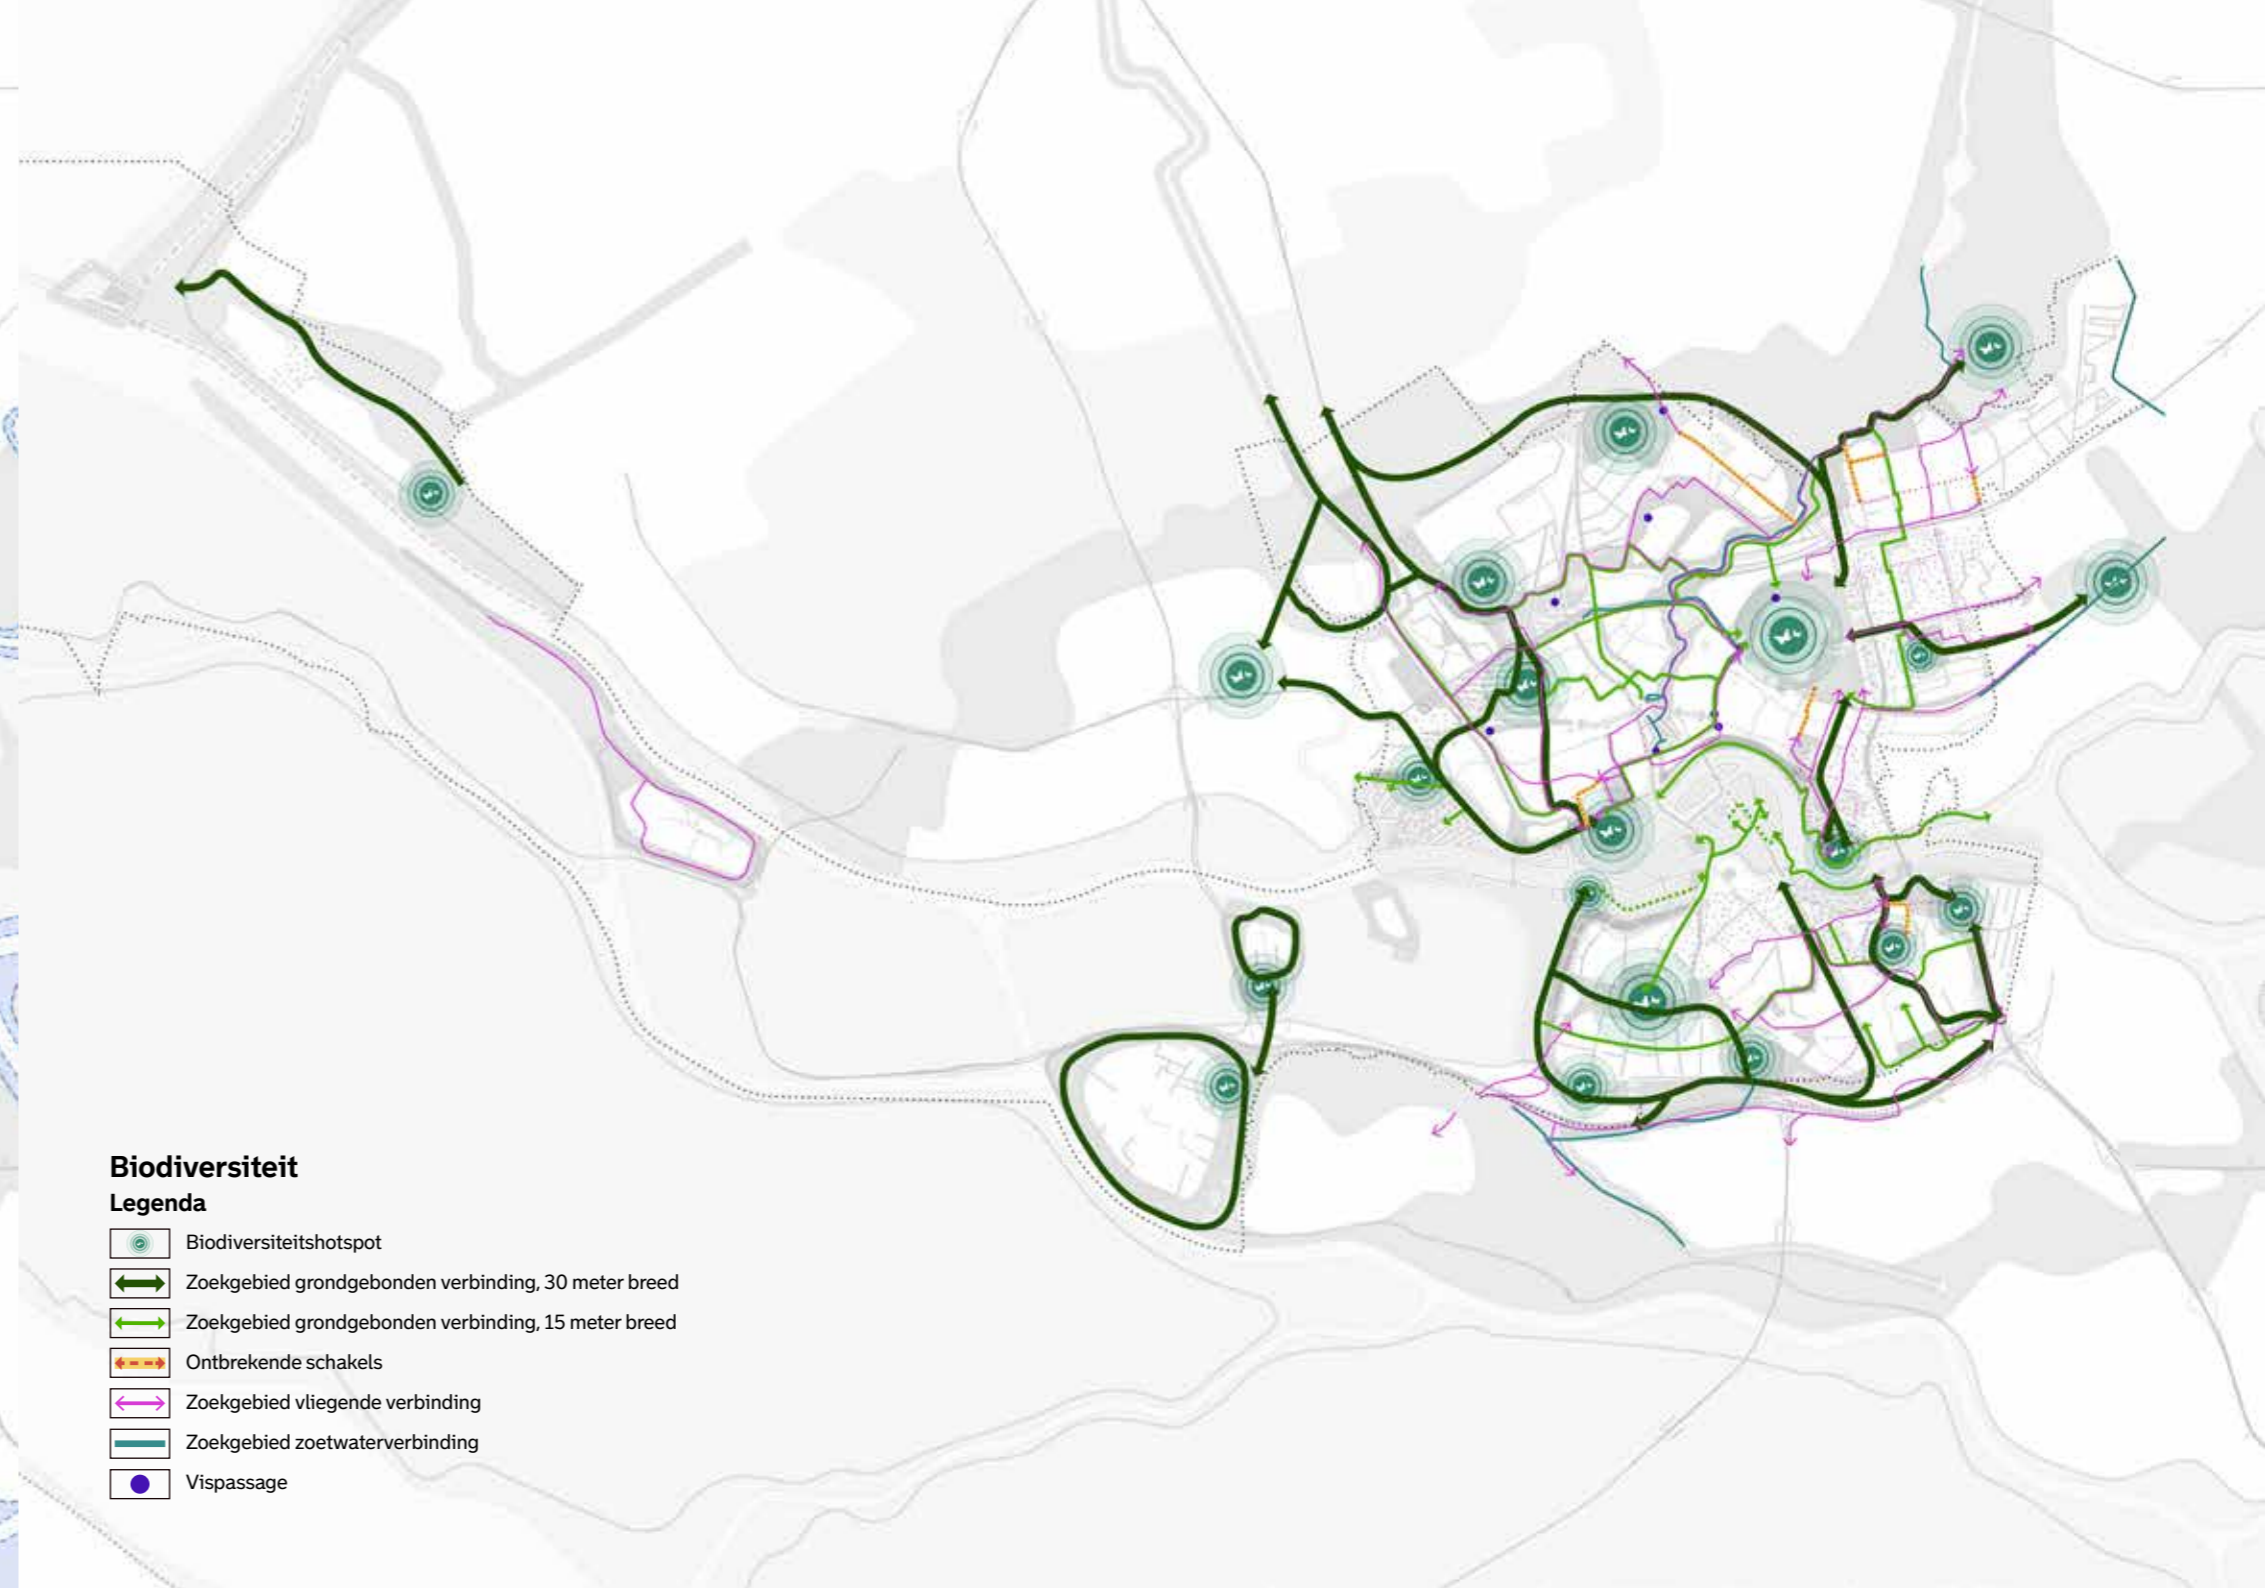 Biodiversiteit
Legenda
Biodiversiteitshotspot
Zoekgebied grondgebonden verbinding, 30 meter breed
Zoekgebied grondgebonden verbinding, 15 meter breed
Ontbrekende schakels
Zoekgebied vliegende verbinding
Zoekgebied zoetwaterverbinding
Vispassage